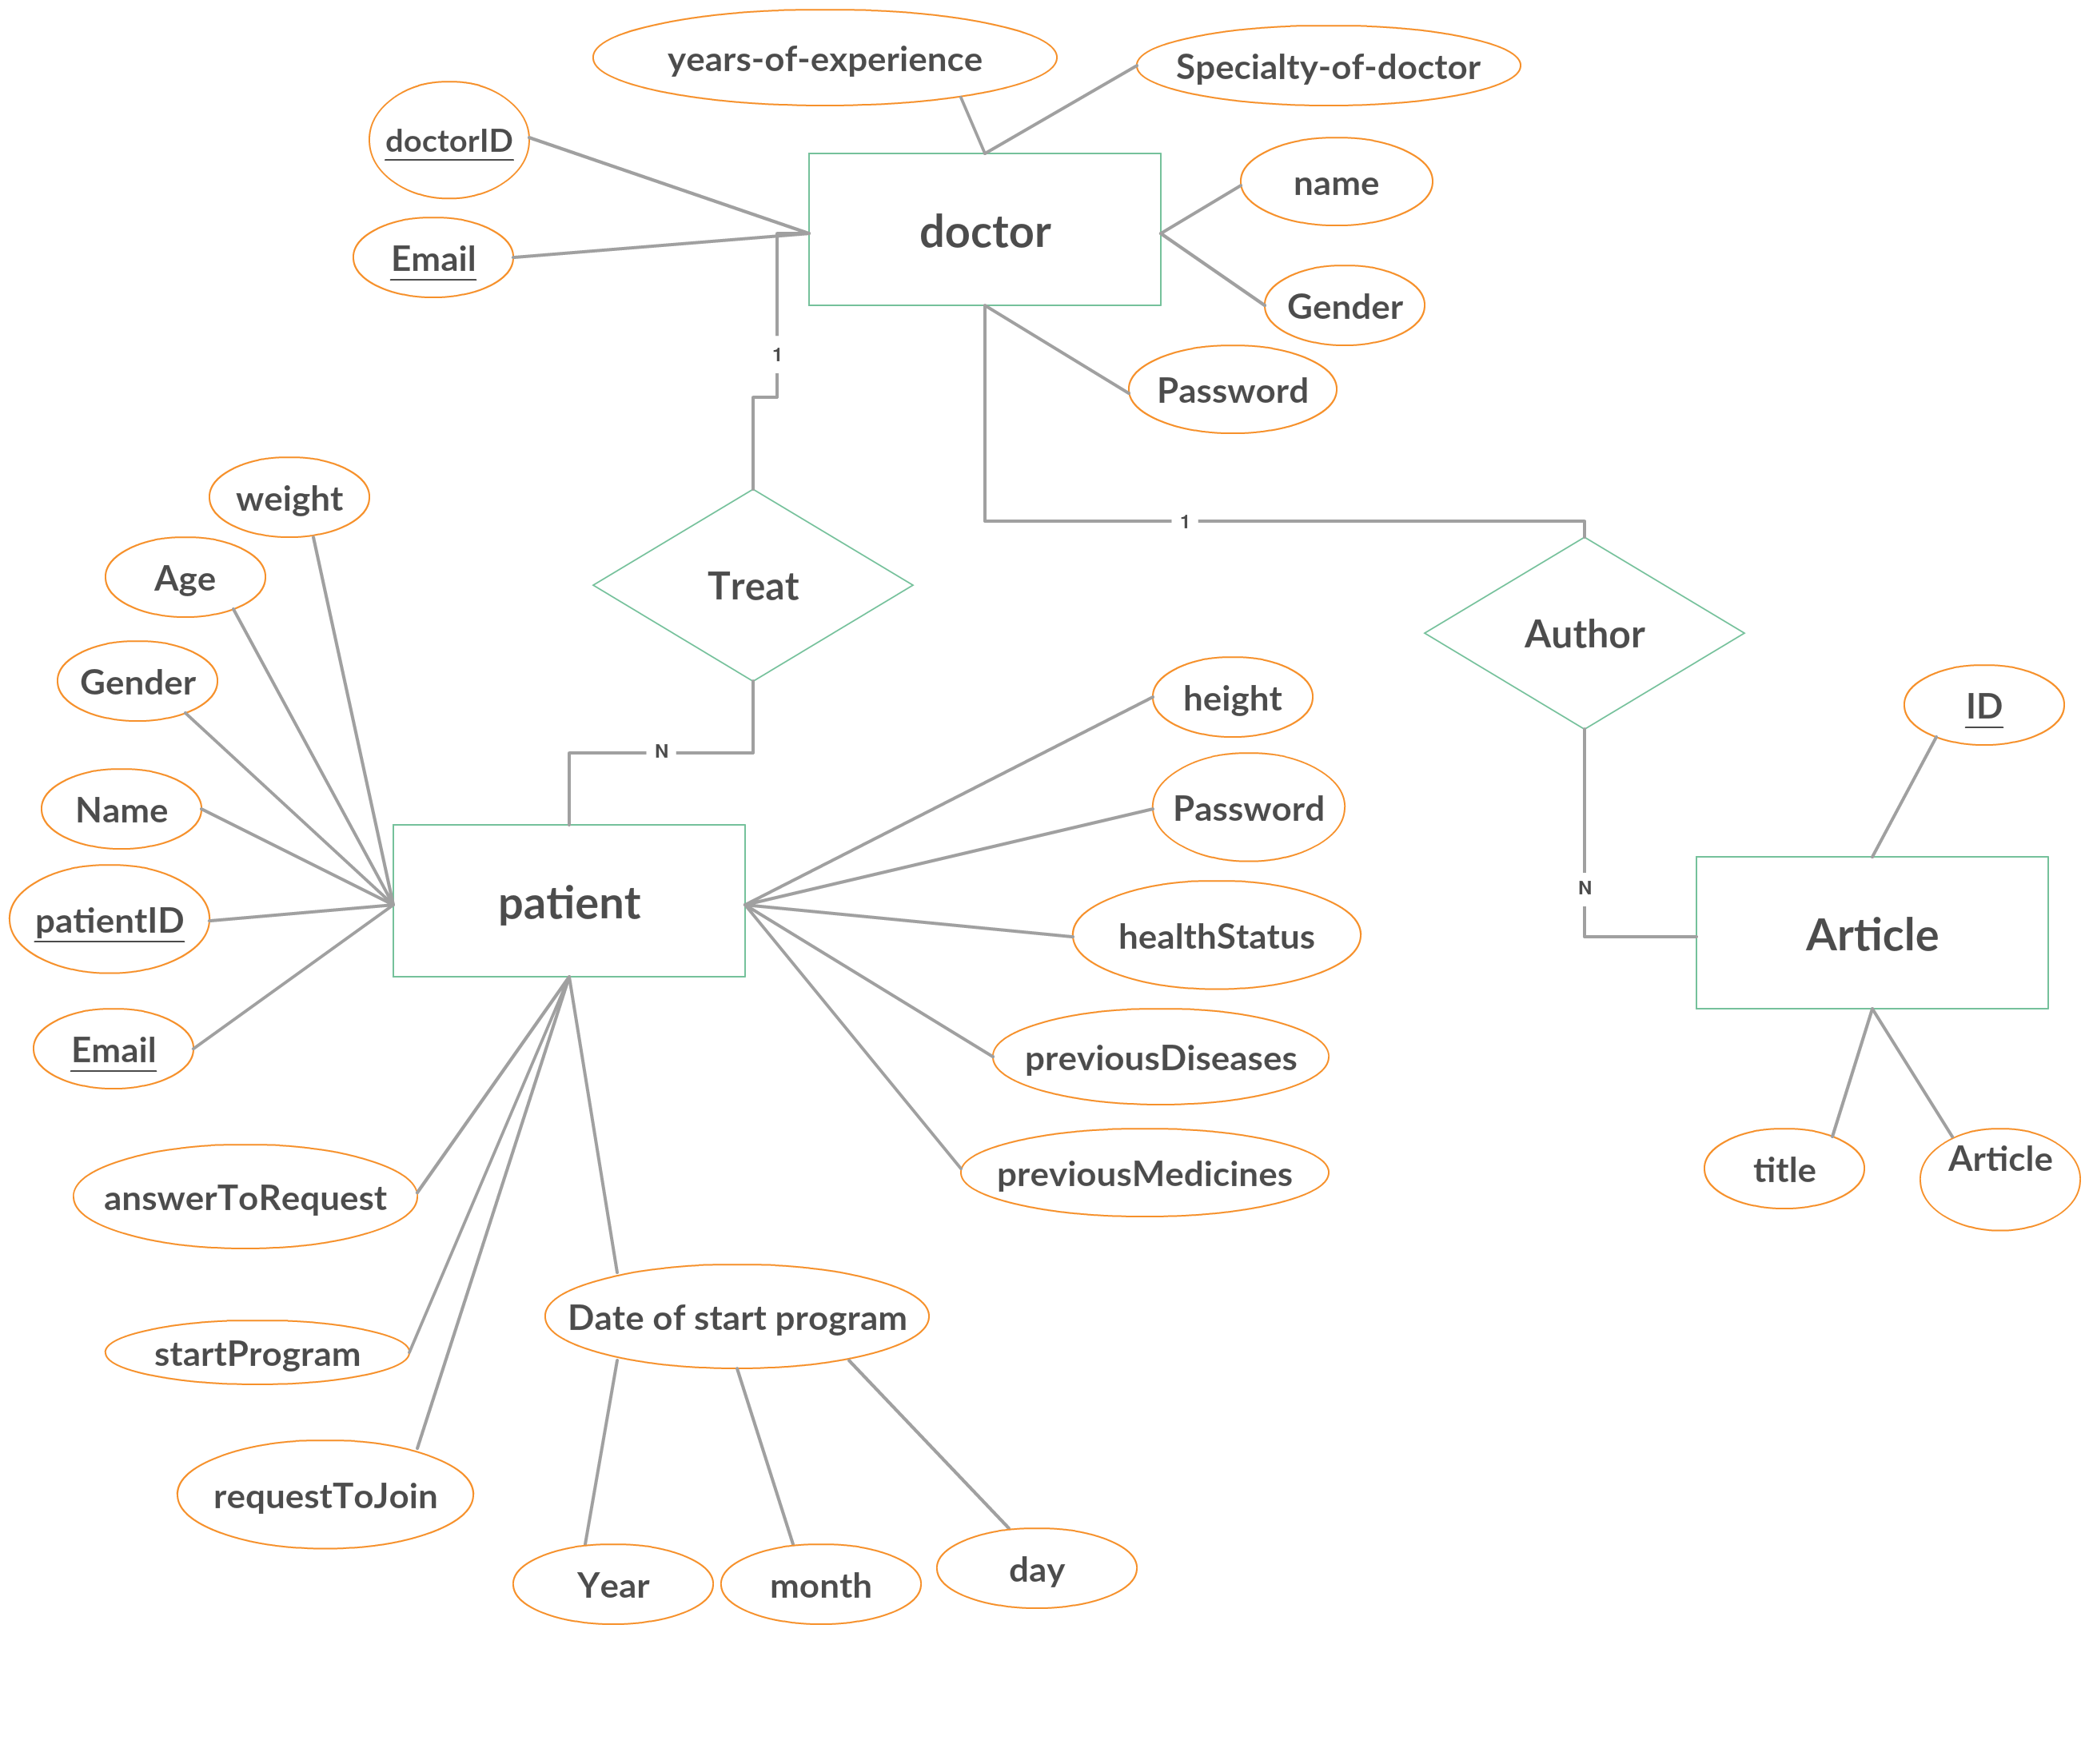 years-of-experience
Specialty-of-doctor
doctorID
name
doctor
Email
Gender
1
Password
weight
1
Age
Treat
Author
Gender
height
ID
N
Name
Password
N
patient
patientID
healthStatus
Article
Email
previousDiseases
Article
title
previousMedicines
answerToRequest
Date of start program
startProgram
requestToJoin
day
Year
month